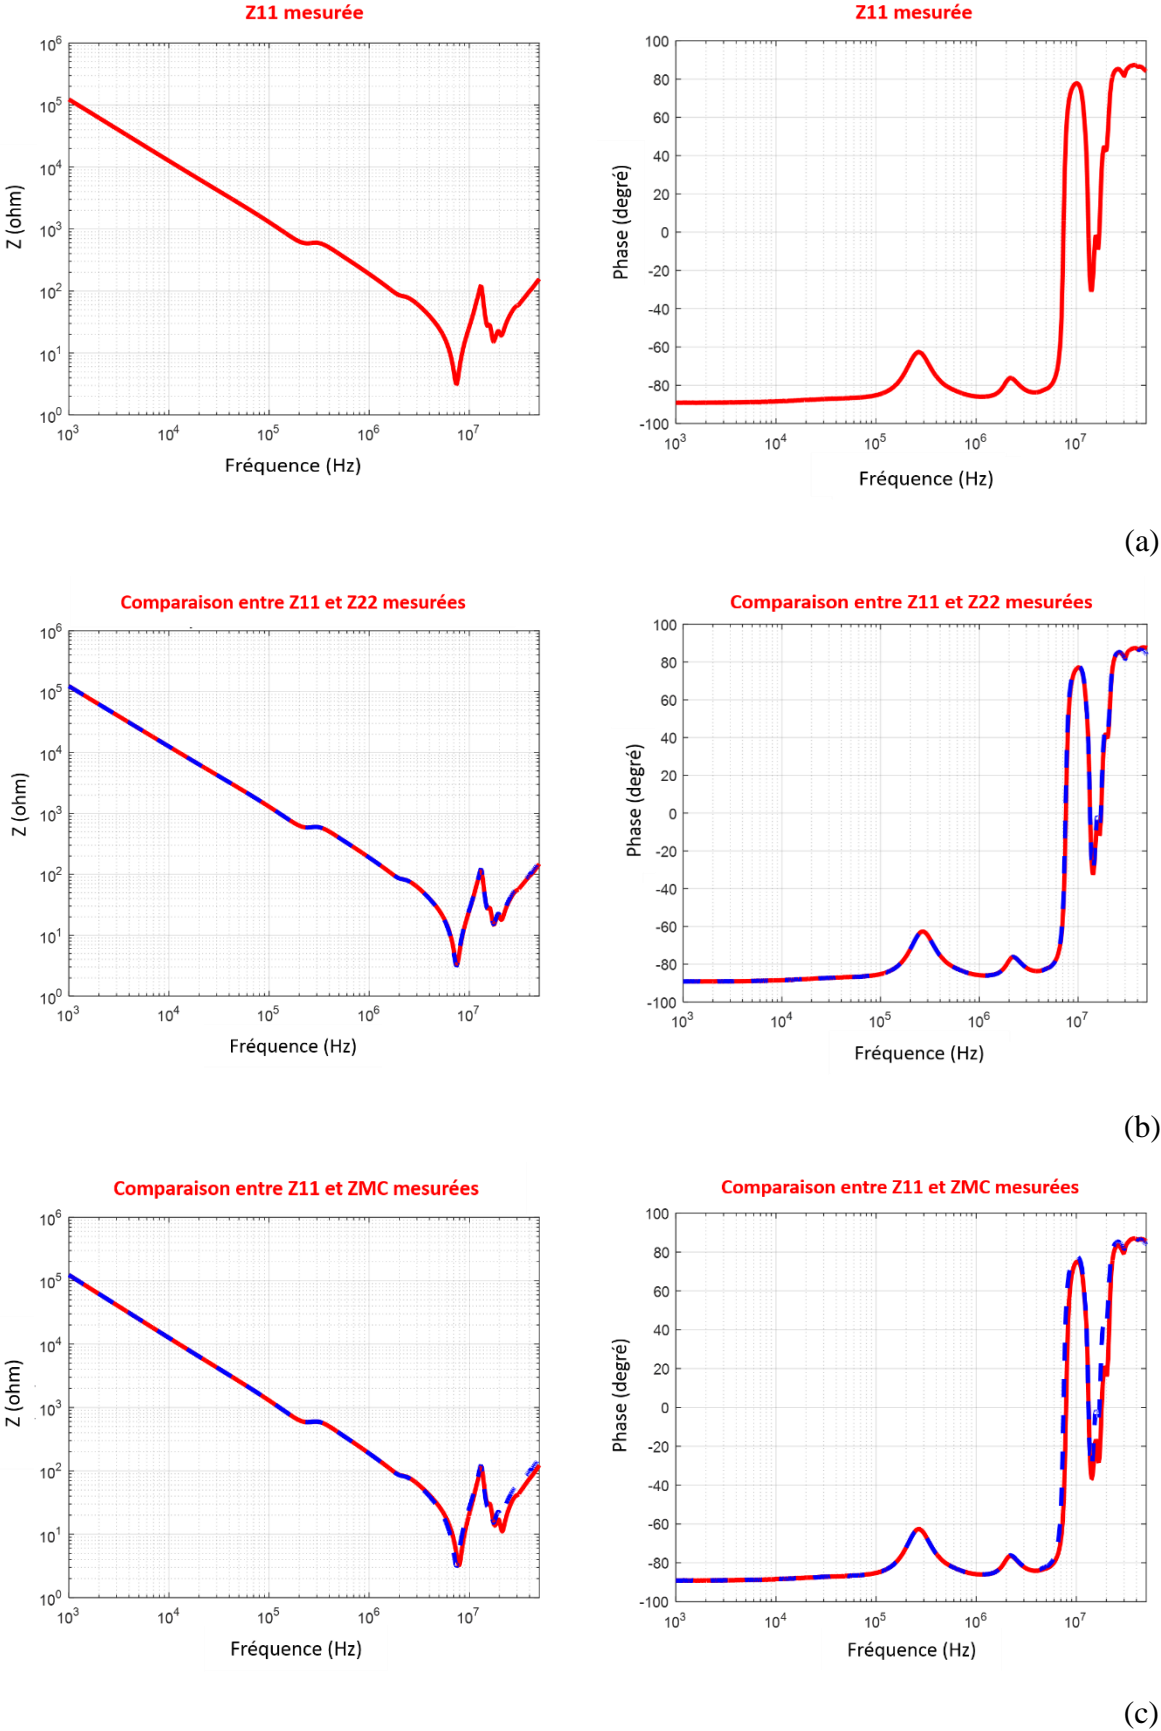 Z11 mesurée
Z11 mesurée
10^6
10^5
10^4
10^3
10^2
10^1
10^0
Z (ohm)
10^3 10^4 10^5 10^6 10^7
Fréquence (Hz)
100
80
60
40
20
0
-20
-40
-60
-80
-100
Phase (degré)
10^3 10^4 10^5 10^6 10^7
Fréquence (Hz)
(a)
Comparaison entre Z11 et Z22 mesurées
Comparaison entre Z11 et Z22 mesurées
10^6
10^5
10^4
10^3
10^2
10^1
10^0
Z (ohm)
10^3 10^4 10^5 10^6 10^7
Fréquence (Hz)
100
80
60
40
20
0
-20
-40
-60
-80
-100
Phase (degré)
10^3 10^4 10^5 10^6 10^7
Fréquence (Hz)
(b)
Comparaison entre Z11 et ZMC mesurées
Comparaison entre Z11 et ZMC mesurées
10^6
10^5
10^4
10^3
10^2
10^1
10^0
Z (ohm)
10^3 10^4 10^5 10^6 10^7
Fréquence (Hz)
100
80
60
40
20
0
-20
-40
-60
-80
-100
Phase (degré)
10^3 10^4 10^5 10^6 10^7
Fréquence (Hz)
(c)